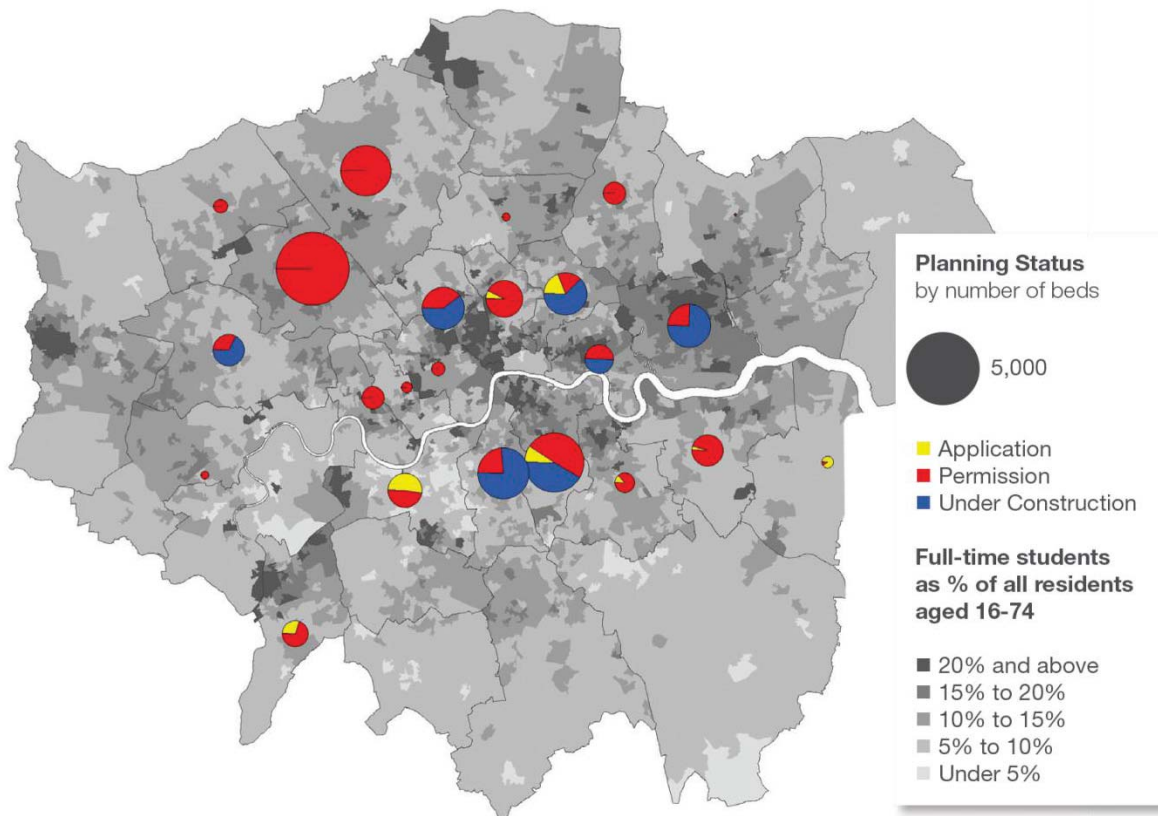 Planning Status
by number of beds
5,000
Application
Permission
Under Construction
Full-time students
as % of all residents
aged 16-74
20% and above
15% to 20%
10% to 15%
5% to 10%
Under 5%